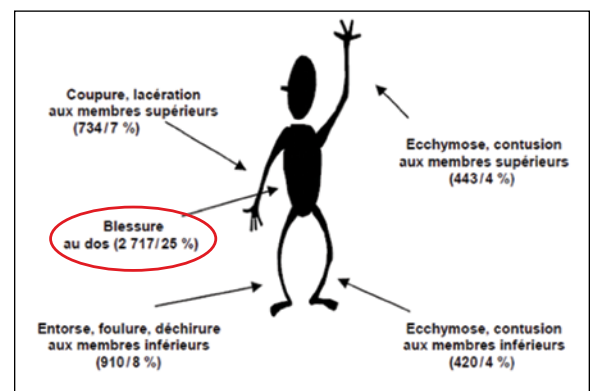 Coupure, lacération
aux membres supérieurs
(734/7 %)
Ecchymose, contusion
aux membres supérieurs
(443/4 %)
Blessure
au dos (2 717/25 %)
Entorse, foulure, déchirure
aux membres inférieurs
(910/8 %)
Ecchymose, contusion
aux membres inférieurs
(420/4 %)